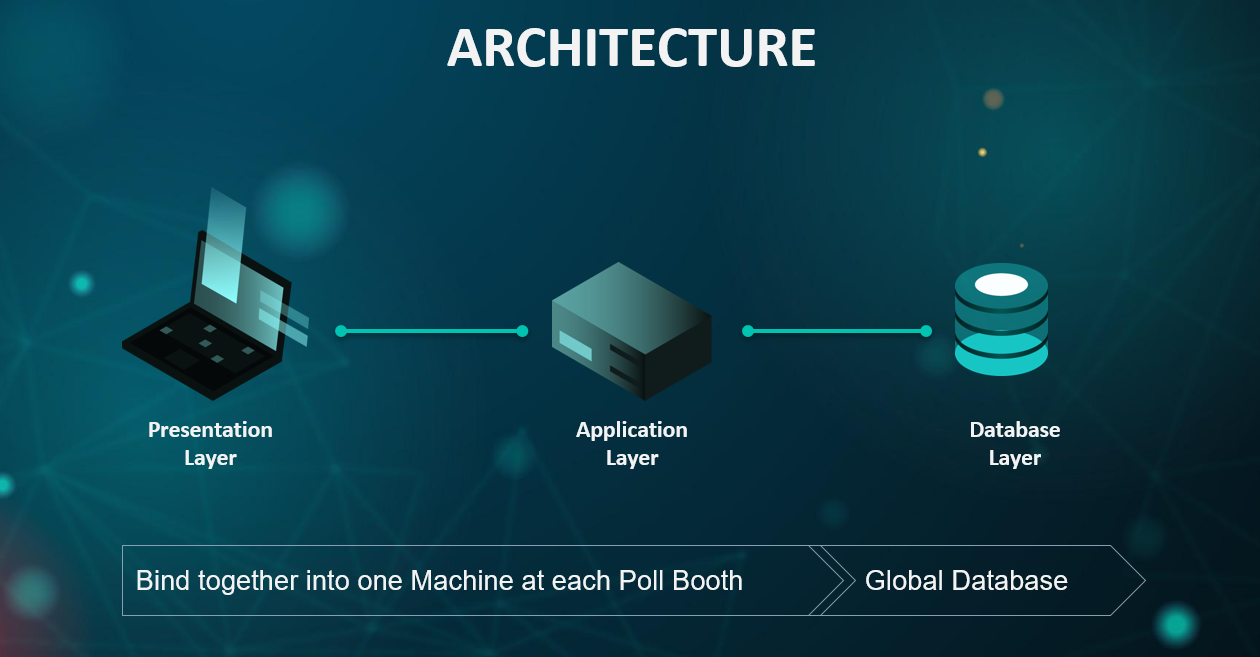 ARCHITECTURE
Presentation
Layer
Application
Layer
Database
Layer
Bind together into one Machine at each Poll Booth
Global Database